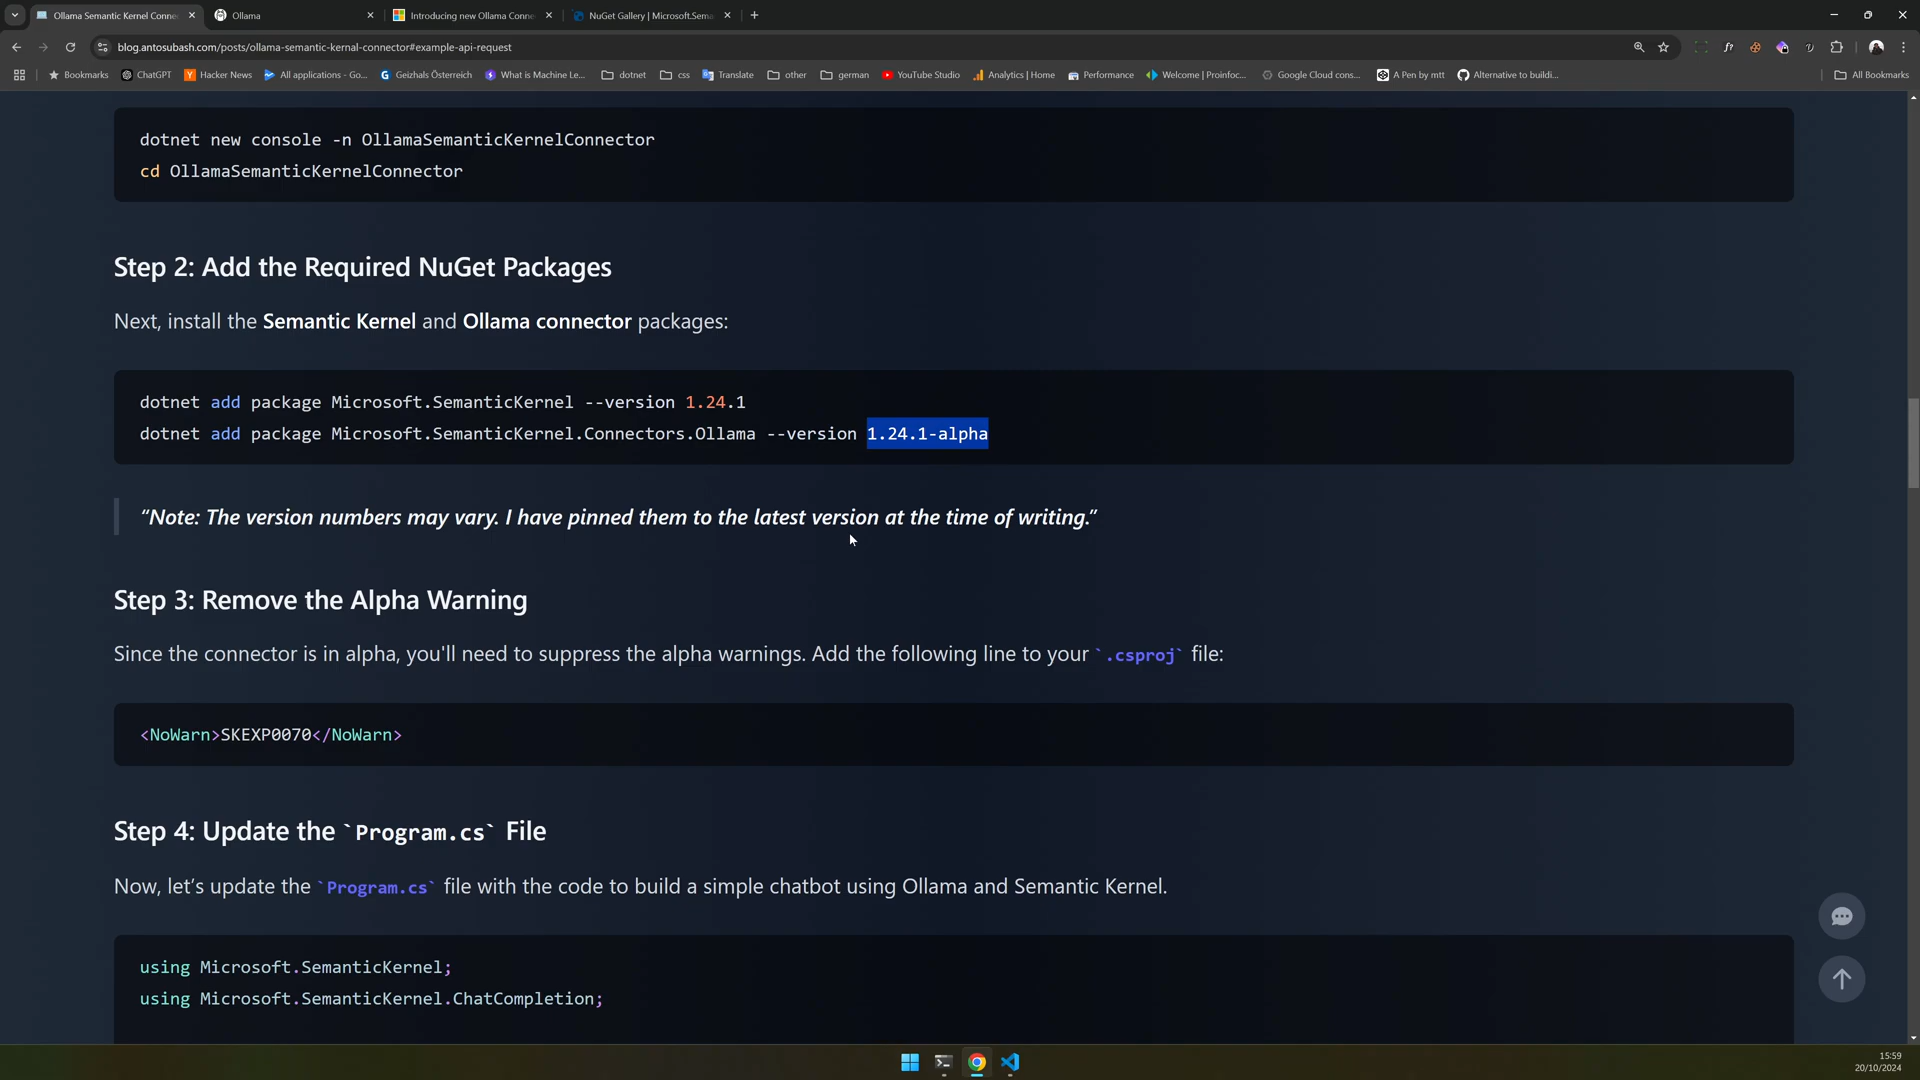 Ollama Semantic Kernel Conne
Ollama
Introducing new Ollama Conne
NuGet Gallery | Microsoft.Sema
blog.antosubash.com/posts/ollama-semantic-kernal-connector#example-api-request
Bookmarks
ChatGPT
Hacker News
All applications - Go...
Geizhals Österreich
What is Machine Le...
dotnet
css
Translate
other
german
YouTube Studio
Analytics | Home
Performance
Welcome | Proinfoc...
Google Cloud cons...
A Pen by mtt
Alternative to buildi...
All Bookmarks
dotnet new console -n OllamaSemanticKernelConnector
cd OllamaSemanticKernelConnector
Step 2: Add the Required NuGet Packages
Next, install the Semantic Kernel and Ollama connector packages:
dotnet add package Microsoft.SemanticKernel --version 1.24.1
dotnet add package Microsoft.SemanticKernel.Connectors.Ollama --version 1.24.1-alpha
“Note: The version numbers may vary. I have pinned them to the latest version at the time of writing.”
Step 3: Remove the Alpha Warning
Since the connector is in alpha, you'll need to suppress the alpha warnings. Add the following line to your `.csproj` file:
<NoWarn>SKEXP0070</NoWarn>
Step 4: Update the `Program.cs` File
Now, let’s update the `Program.cs` file with the code to build a simple chatbot using Ollama and Semantic Kernel.
using Microsoft.SemanticKernel;
using Microsoft.SemanticKernel.ChatCompletion;
15:59
20/10/2024